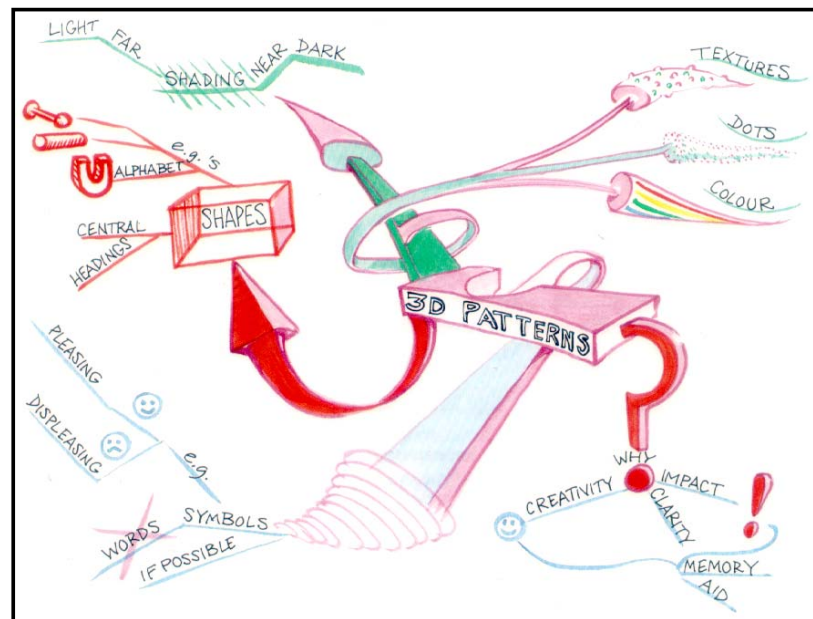 LIGHT FAR SHADING NEAR DARK
TEXTURES
DOTS
COLOUR
e.g.'s
ALPHABET
SHAPES
CENTRAL
HEADINGS
3D PATTERNS
PLEASING
DISPLEASING
e.g.
WORDS
SYMBOLS
IF POSSIBLE
WHY
CREATIVITY
IMPACT
CLARITY
MEMORY
AID